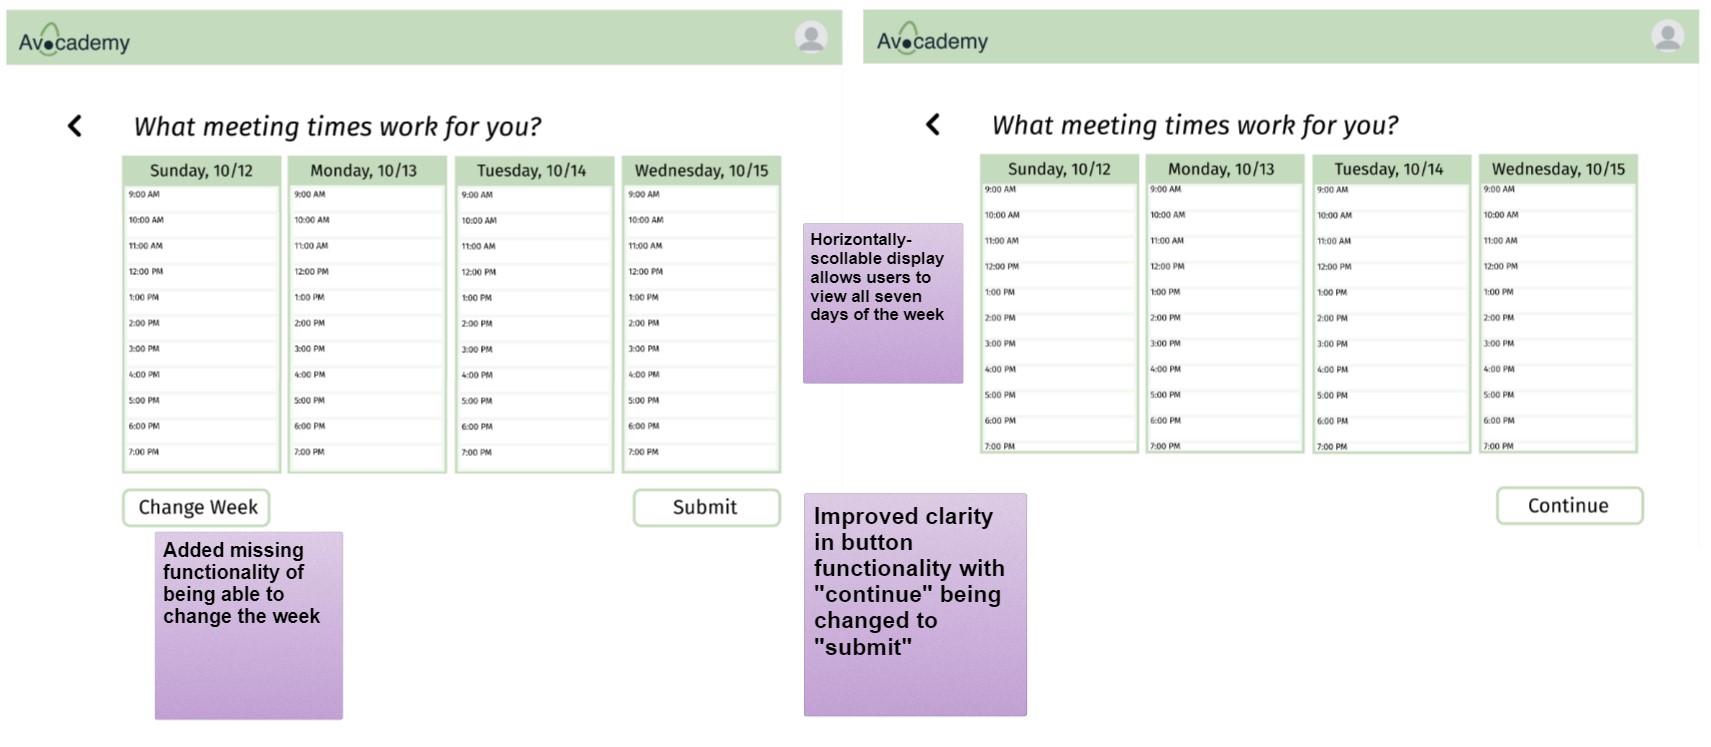 Avocademy
What meeting times work for you?
Sunday, 10/12
9:00 AM
10:00 AM
11:00 AM
12:00 PM
1:00 PM
2:00 PM
3:00 PM
4:00 PM
5:00 PM
6:00 PM
7:00 PM
Monday, 10/13
9:00 AM
10:00 AM
11:00 AM
12:00 PM
1:00 PM
2:00 PM
3:00 PM
4:00 PM
5:00 PM
6:00 PM
7:00 PM
Tuesday, 10/14
9:00 AM
10:00 AM
11:00 AM
12:00 PM
1:00 PM
2:00 PM
3:00 PM
4:00 PM
5:00 PM
6:00 PM
7:00 PM
Wednesday, 10/15
9:00 AM
10:00 AM
11:00 AM
12:00 PM
1:00 PM
2:00 PM
3:00 PM
4:00 PM
5:00 PM
6:00 PM
7:00 PM
Change Week
Submit
Added missing
functionality of
being able to
change the week
Horizontally-
scollable display
allows users to
view all seven
days of the week
Improved clarity
in button
functionality with
"continue" being
changed to
"submit"
Avocademy
What meeting times work for you?
Sunday, 10/12
9:00 AM
10:00 AM
11:00 AM
12:00 PM
1:00 PM
2:00 PM
3:00 PM
4:00 PM
5:00 PM
6:00 PM
7:00 PM
Monday, 10/13
9:00 AM
10:00 AM
11:00 AM
12:00 PM
1:00 PM
2:00 PM
3:00 PM
4:00 PM
5:00 PM
6:00 PM
7:00 PM
Tuesday, 10/14
9:00 AM
10:00 AM
11:00 AM
12:00 PM
1:00 PM
2:00 PM
3:00 PM
4:00 PM
5:00 PM
6:00 PM
7:00 PM
Wednesday, 10/15
9:00 AM
10:00 AM
11:00 AM
12:00 PM
1:00 PM
2:00 PM
3:00 PM
4:00 PM
5:00 PM
6:00 PM
7:00 PM
Continue